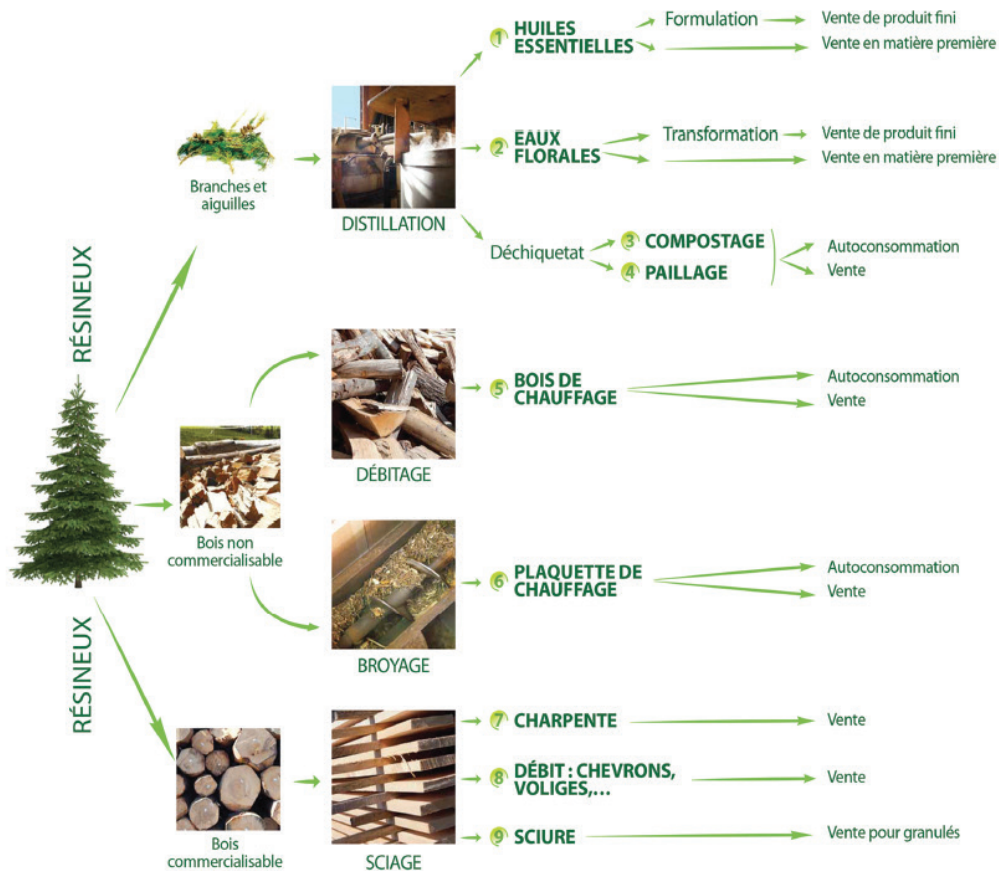 1 HUILES
ESSENTIELLES
Formulation
Vente de produit fini
Vente en matière première
2 EAUX
FLORALES
Transformation
Vente de produit fini
Vente en matière première
Branches et
aiguilles
DISTILLATION
Déchiquetat
3 COMPOSTAGE
4 PAILLAGE
Autoconsommation
Vente
RÉSINEUX
5 BOIS DE
CHAUFFAGE
Autoconsommation
Vente
DÉBITAGE
Bois non
commercialisable
6 PLAQUETTE DE
CHAUFFAGE
Autoconsommation
Vente
BROYAGE
RÉSINEUX
7 CHARPENTE
Vente
8 DÉBIT : CHEVRONS,
VOLIGES,...
Vente
9 SCIURE
Vente pour granulés
Bois
commercialisable
SCIAGE